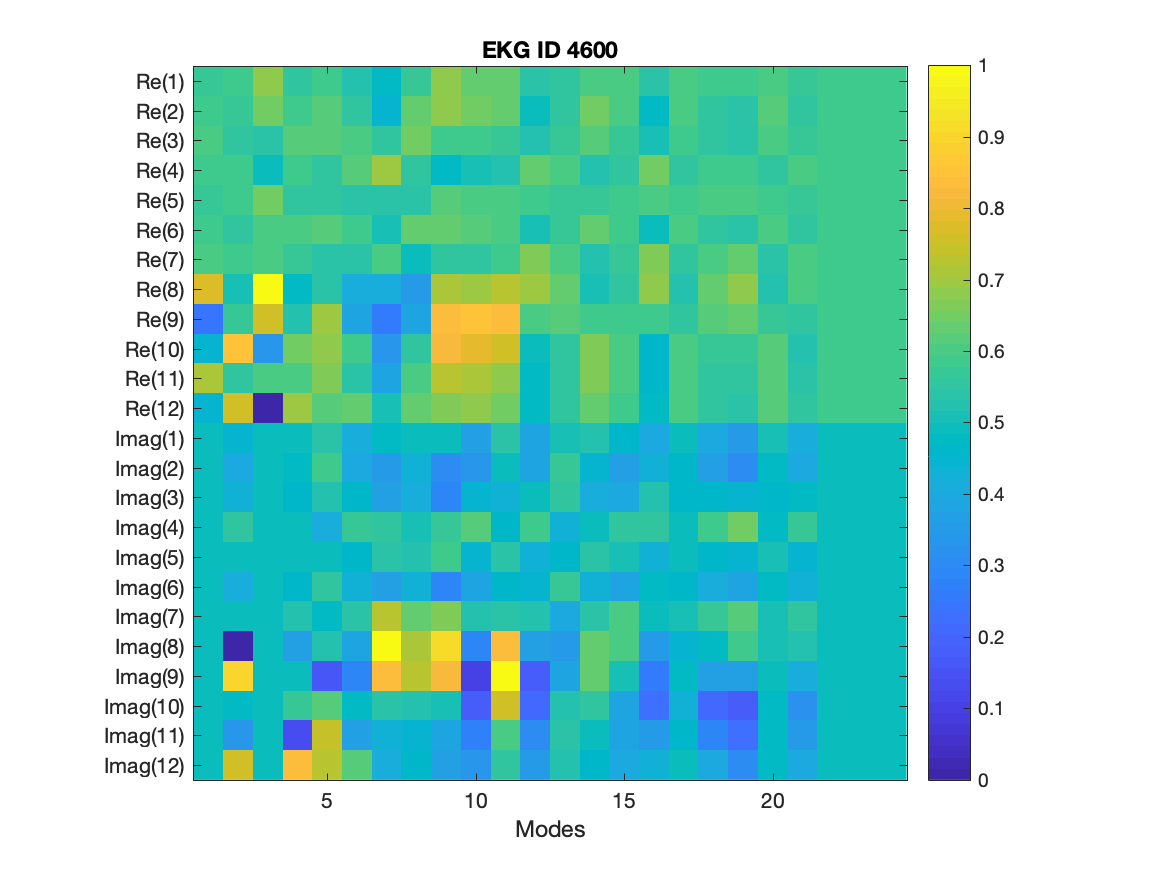 EKG ID 4600
Re(1)
Re(2)
Re(3)
Re(4)
Re(5)
Re(6)
Re(7)
Re(8)
Re(9)
Re(10)
Re(11)
Re(12)
Imag(1)
Imag(2)
Imag(3)
Imag(4)
Imag(5)
Imag(6)
Imag(7)
Imag(8)
Imag(9)
Imag(10)
Imag(11)
Imag(12)
5 10 15 20
Modes
1
0.9
0.8
0.7
0.6
0.5
0.4
0.3
0.2
0.1
0